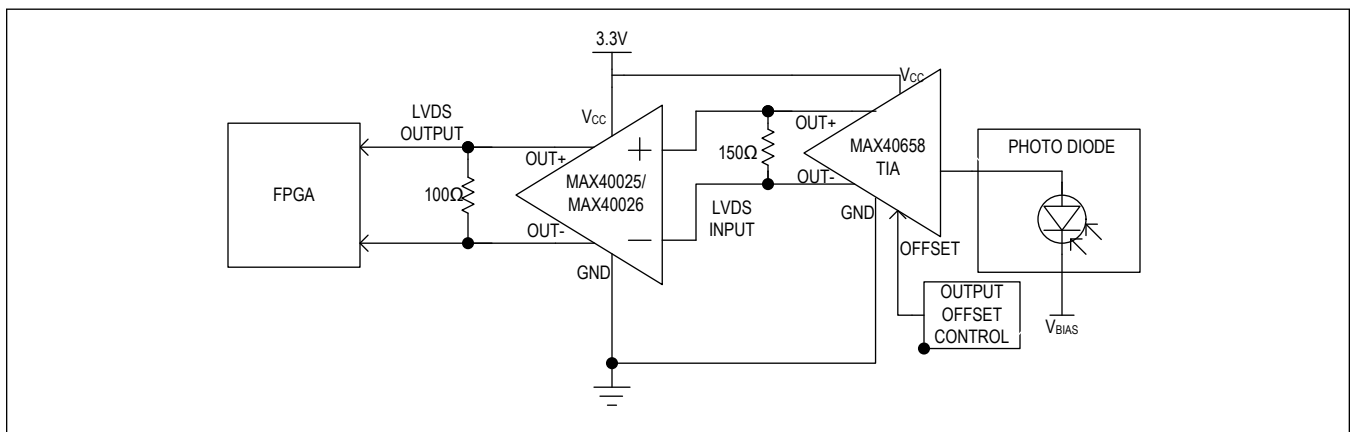 3.3V
VCC
LVDS
OUTPUT
VCC
OUT+
OUT+
MAX40658
TIA
PHOTO DIODE
FPGA
100Ω
MAX40025/
MAX40026
150Ω
OUT-
LVDS
INPUT
GND
OUT-
GND
OFFSET
OUTPUT
OFFSET
CONTROL
VBIAS